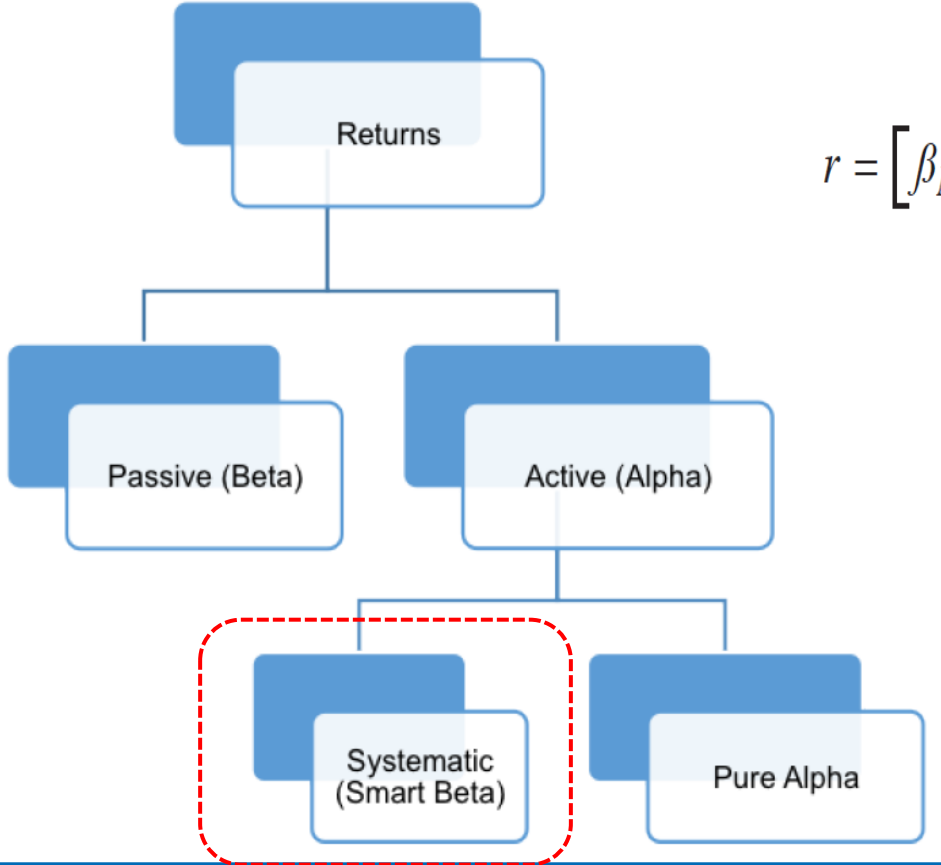 Returns
r = [β
Passive (Beta)
Active (Alpha)
Systematic
(Smart Beta)
Pure Alpha